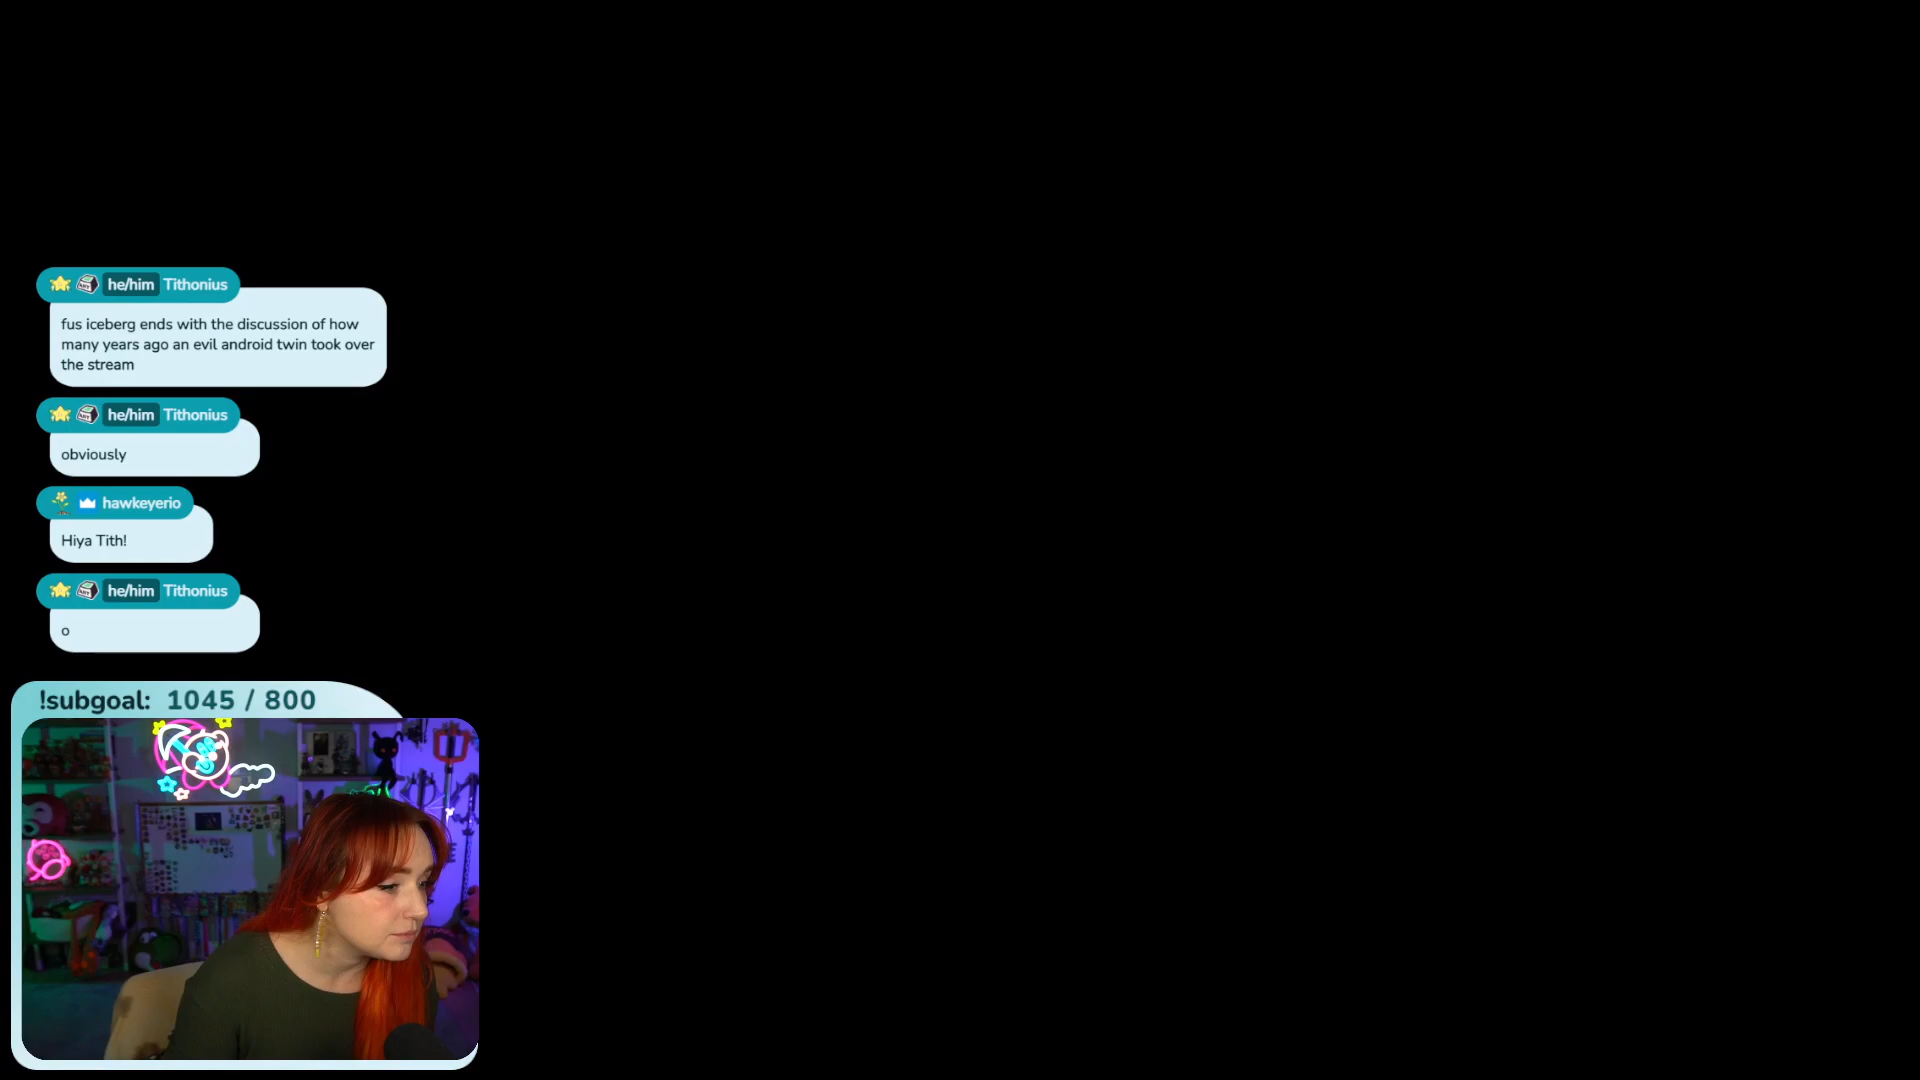 he/him Tithonius
fus iceberg ends with the discussion of how
many years ago an evil android twin took over
the stream
he/him Tithonius
obviously
hawkeyerio
Hiya Tith!
he/him Tithonius
o
!subgoal: 1045 / 800